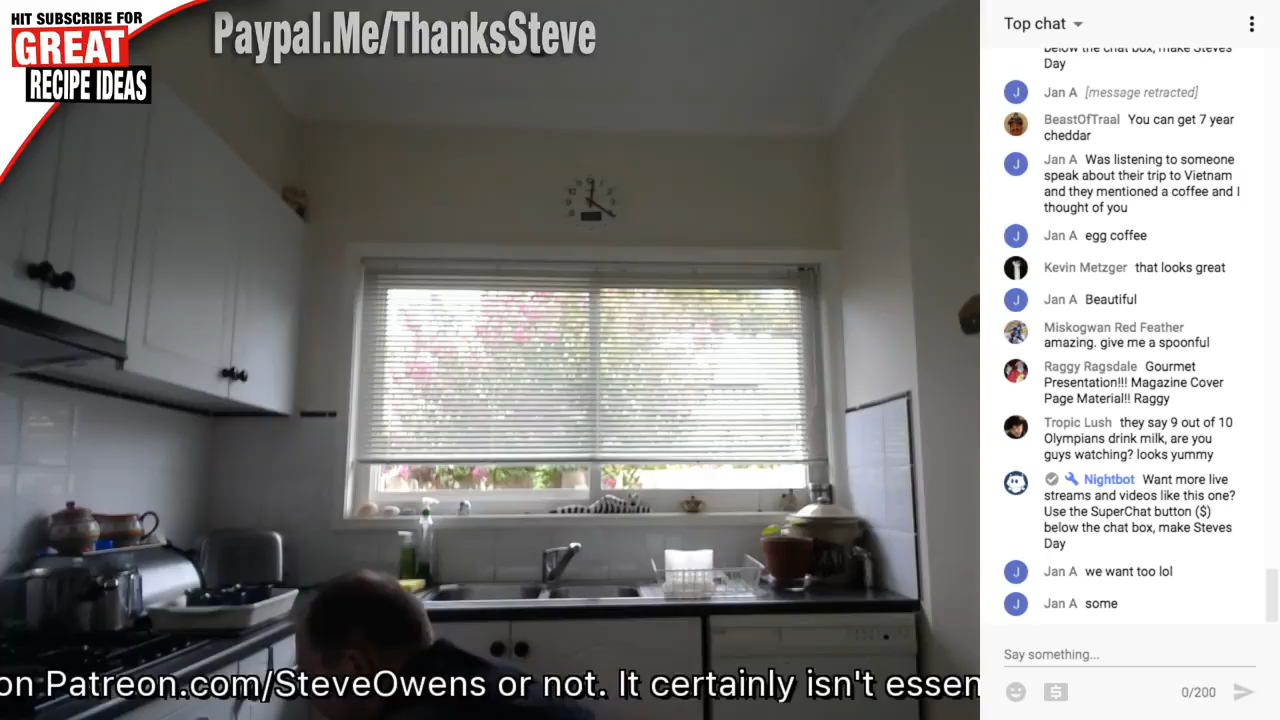 HIT SUBSCRIBE FOR
GREAT
RECIPE IDEAS
Paypal.Me/ThanksSteve
on Patreon.com/SteveOwens or not. It certainly isn't essen
Top chat
below the chat box, make Steves
Day
J Jan A [message retracted]
BeastOfTraal You can get 7 year
cheddar
J Jan A Was listening to someone
speak about their trip to Vietnam
and they mentioned a coffee and I
thought of you
J Jan A egg coffee
Kevin Metzger that looks great
J Jan A Beautiful
Miskogwan Red Feather
amazing. give me a spoonful
Raggy Ragsdale Gourmet
Presentation!!! Magazine Cover
Page Material!! Raggy
Tropic Lush they say 9 out of 10
Olympians drink milk, are you
guys watching? looks yummy
Nightbot Want more live
streams and videos like this one?
Use the SuperChat button ($)
below the chat box, make Steves
Day
J Jan A we want too lol
J Jan A some
Say something...
0/200